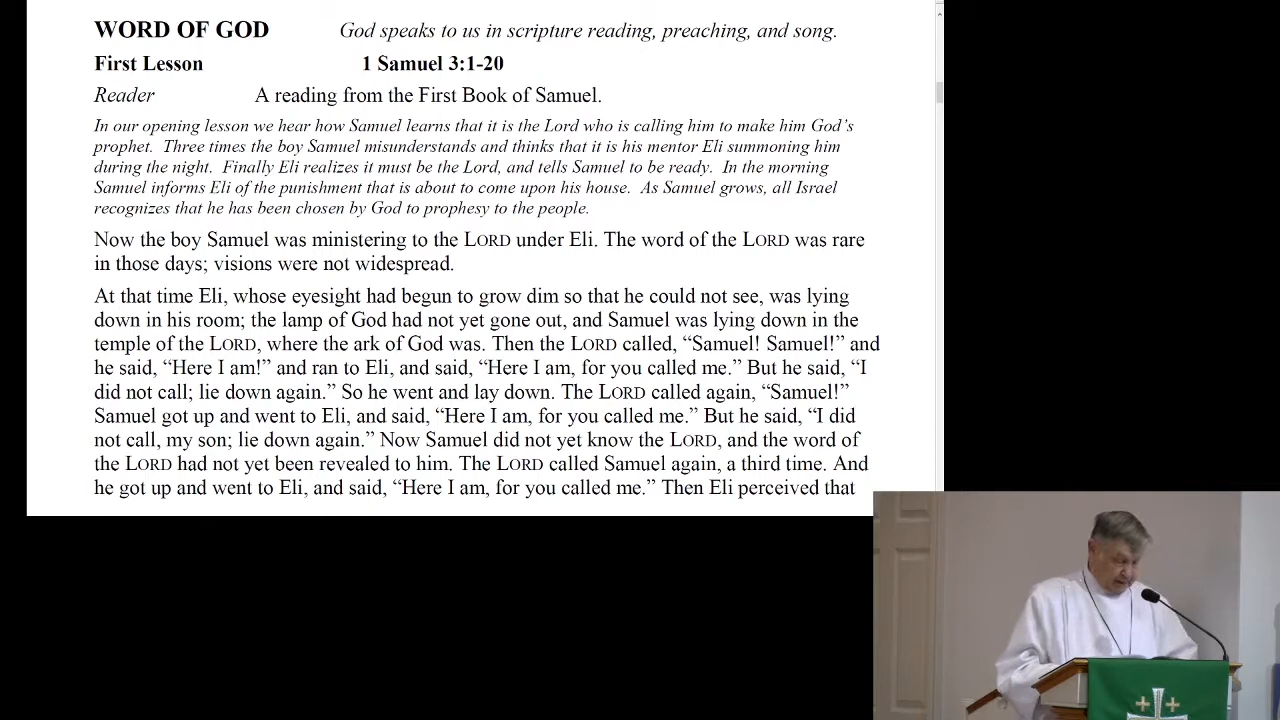 WORD OF GOD God speaks to us in scripture reading, preaching, and song.
First Lesson 1 Samuel 3:1-20
Reader A reading from the First Book of Samuel.
In our opening lesson we hear how Samuel learns that it is the Lord who is calling him to make him God’s
prophet. Three times the boy Samuel misunderstands and thinks that it is his mentor Eli summoning him
during the night. Finally Eli realizes it must be the Lord, and tells Samuel to be ready. In the morning
Samuel informs Eli of the punishment that is about to come upon his house. As Samuel grows, all Israel
recognizes that he has been chosen by God to prophesy to the people.
Now the boy Samuel was ministering to the LORD under Eli. The word of the LORD was rare
in those days; visions were not widespread.
At that time Eli, whose eyesight had begun to grow dim so that he could not see, was lying
down in his room; the lamp of God had not yet gone out, and Samuel was lying down in the
temple of the LORD, where the ark of God was. Then the LORD called, “Samuel! Samuel!” and
he said, “Here I am!” and ran to Eli, and said, “Here I am, for you called me.” But he said, “I
did not call; lie down again.” So he went and lay down. The LORD called again, “Samuel!”
Samuel got up and went to Eli, and said, “Here I am, for you called me.” But he said, “I did
not call, my son; lie down again.” Now Samuel did not yet know the LORD, and the word of
the LORD had not yet been revealed to him. The LORD called Samuel again, a third time. And
he got up and went to Eli, and said, “Here I am, for you called me.” Then Eli perceived that